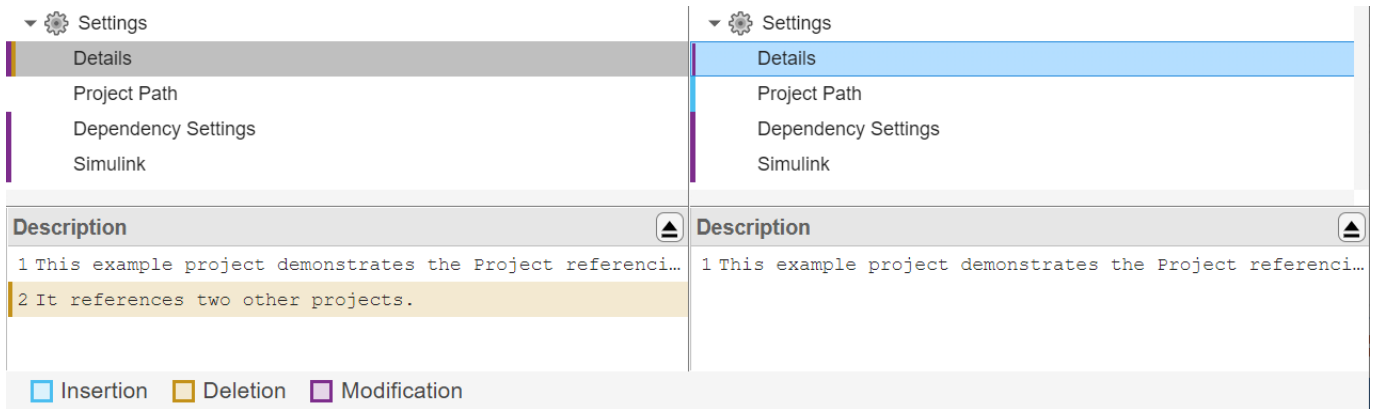 Settings
Details
Project Path
Dependency Settings
Simulink
Settings
Details
Project Path
Dependency Settings
Simulink
Description
1 This example project demonstrates the Project referenci…
2 It references two other projects.
Description
1 This example project demonstrates the Project referenci…
Insertion Deletion Modification